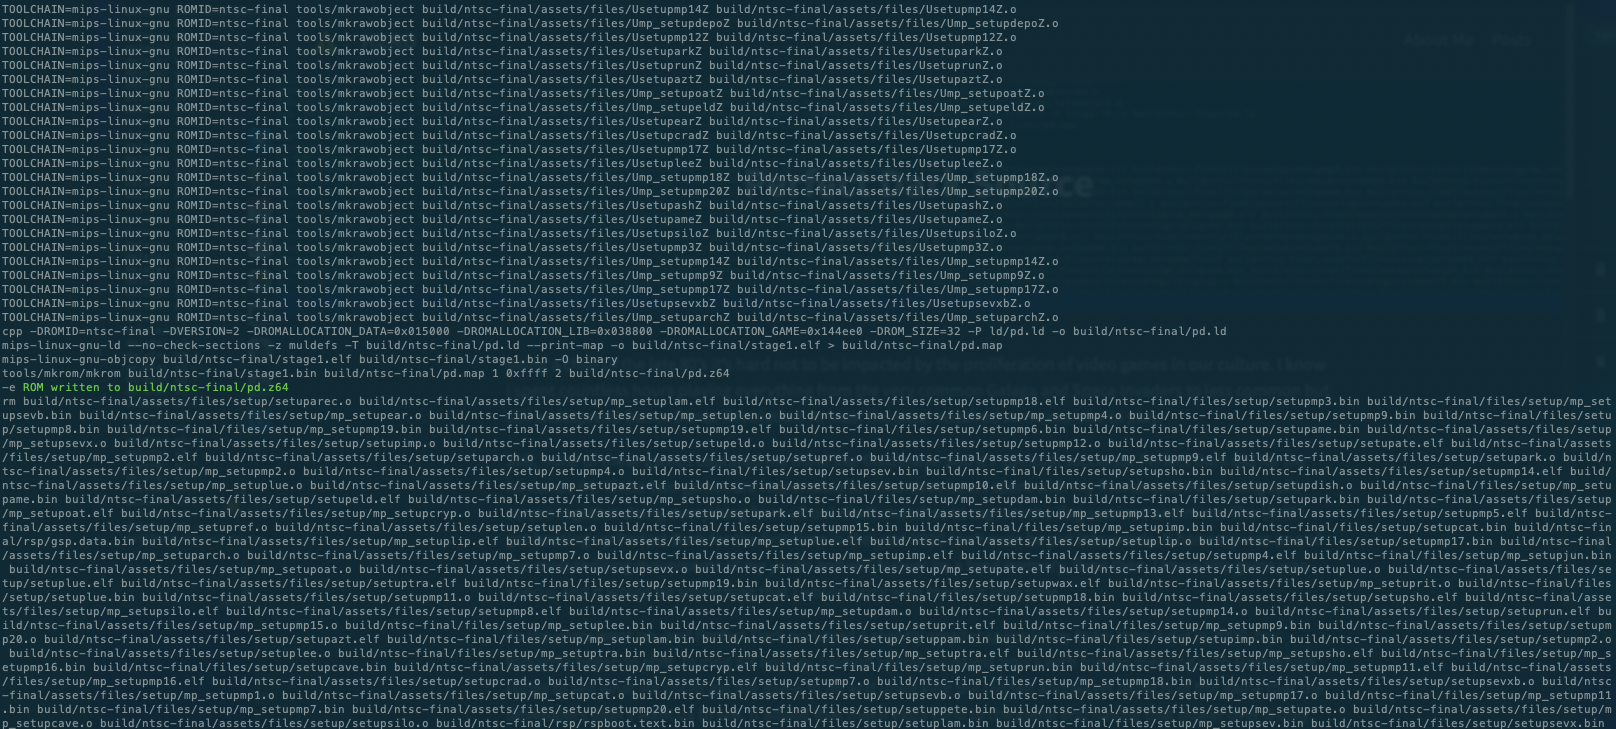 TOOLCHAIN=mips-linux-gnu ROMID=ntsc-final tools/mkrawobject build/ntsc-final/assets/files/Usetupmp14Z build/ntsc-final/assets/files/Usetupmp14Z.o
TOOLCHAIN=mips-linux-gnu ROMID=ntsc-final tools/mkrawobject build/ntsc-final/assets/files/Ump_setupdepoZ build/ntsc-final/assets/files/Ump_setupdepoZ.o
TOOLCHAIN=mips-linux-gnu ROMID=ntsc-final tools/mkrawobject build/ntsc-final/assets/files/Usetupmp12Z build/ntsc-final/assets/files/Usetupmp12Z.o
TOOLCHAIN=mips-linux-gnu ROMID=ntsc-final tools/mkrawobject build/ntsc-final/assets/files/UsetuparkZ build/ntsc-final/assets/files/UsetuparkZ.o
TOOLCHAIN=mips-linux-gnu ROMID=ntsc-final tools/mkrawobject build/ntsc-final/assets/files/UsetuprunZ build/ntsc-final/assets/files/UsetuprunZ.o
TOOLCHAIN=mips-linux-gnu ROMID=ntsc-final tools/mkrawobject build/ntsc-final/assets/files/UsetupaztZ build/ntsc-final/assets/files/UsetupaztZ.o
TOOLCHAIN=mips-linux-gnu ROMID=ntsc-final tools/mkrawobject build/ntsc-final/assets/files/Ump_setupoatZ build/ntsc-final/assets/files/Ump_setupoatZ.o
TOOLCHAIN=mips-linux-gnu ROMID=ntsc-final tools/mkrawobject build/ntsc-final/assets/files/Ump_setupeldZ build/ntsc-final/assets/files/Ump_setupeldZ.o
TOOLCHAIN=mips-linux-gnu ROMID=ntsc-final tools/mkrawobject build/ntsc-final/assets/files/UsetupearZ build/ntsc-final/assets/files/UsetupearZ.o
TOOLCHAIN=mips-linux-gnu ROMID=ntsc-final tools/mkrawobject build/ntsc-final/assets/files/UsetupcradZ build/ntsc-final/assets/files/UsetupcradZ.o
TOOLCHAIN=mips-linux-gnu ROMID=ntsc-final tools/mkrawobject build/ntsc-final/assets/files/Usetupmp17Z build/ntsc-final/assets/files/Usetupmp17Z.o
TOOLCHAIN=mips-linux-gnu ROMID=ntsc-final tools/mkrawobject build/ntsc-final/assets/files/UsetupleeZ build/ntsc-final/assets/files/UsetupleeZ.o
TOOLCHAIN=mips-linux-gnu ROMID=ntsc-final tools/mkrawobject build/ntsc-final/assets/files/Ump_setupmp18Z build/ntsc-final/assets/files/Ump_setupmp18Z.o
TOOLCHAIN=mips-linux-gnu ROMID=ntsc-final tools/mkrawobject build/ntsc-final/assets/files/Ump_setupmp20Z build/ntsc-final/assets/files/Ump_setupmp20Z.o
TOOLCHAIN=mips-linux-gnu ROMID=ntsc-final tools/mkrawobject build/ntsc-final/assets/files/UsetupashZ build/ntsc-final/assets/files/UsetupashZ.o
TOOLCHAIN=mips-linux-gnu ROMID=ntsc-final tools/mkrawobject build/ntsc-final/assets/files/UsetupameZ build/ntsc-final/assets/files/UsetupameZ.o
TOOLCHAIN=mips-linux-gnu ROMID=ntsc-final tools/mkrawobject build/ntsc-final/assets/files/UsetupsiloZ build/ntsc-final/assets/files/UsetupsiloZ.o
TOOLCHAIN=mips-linux-gnu ROMID=ntsc-final tools/mkrawobject build/ntsc-final/assets/files/Usetupmp3Z build/ntsc-final/assets/files/Usetupmp3Z.o
TOOLCHAIN=mips-linux-gnu ROMID=ntsc-final tools/mkrawobject build/ntsc-final/assets/files/Ump_setupmp14Z build/ntsc-final/assets/files/Ump_setupmp14Z.o
TOOLCHAIN=mips-linux-gnu ROMID=ntsc-final tools/mkrawobject build/ntsc-final/assets/files/Ump_setupmp9Z build/ntsc-final/assets/files/Ump_setupmp9Z.o
TOOLCHAIN=mips-linux-gnu ROMID=ntsc-final tools/mkrawobject build/ntsc-final/assets/files/Ump_setupmp17Z build/ntsc-final/assets/files/Ump_setupmp17Z.o
TOOLCHAIN=mips-linux-gnu ROMID=ntsc-final tools/mkrawobject build/ntsc-final/assets/files/UsetupsevxbZ build/ntsc-final/assets/files/UsetupsevxbZ.o
TOOLCHAIN=mips-linux-gnu ROMID=ntsc-final tools/mkrawobject build/ntsc-final/assets/files/Ump_setuparchZ build/ntsc-final/assets/files/Ump_setuparchZ.o
cpp -DROMID=ntsc-final -DVERSION=2 -DROMALLOCATION_DATA=0x015000 -DROMALLOCATION_LIB=0x038800 -DROMALLOCATION_GAME=0x144ee0 -DROM_SIZE=32 -P ld/pd.ld -o build/ntsc-final/pd.ld
mips-linux-gnu-ld --no-check-sections -z muldefs -T build/ntsc-final/pd.ld --print-map -o build/ntsc-final/stage1.elf > build/ntsc-final/pd.map
mips-linux-gnu-objcopy build/ntsc-final/stage1.elf build/ntsc-final/stage1.bin -O binary
tools/mkrom/mkrom build/ntsc-final/stage1.bin build/ntsc-final/pd.map 1 0xffff 2 build/ntsc-final/pd.z64
-e ROM written to build/ntsc-final/pd.z64
rm build/ntsc-final/assets/files/setup/setuparec.o build/ntsc-final/assets/files/setup/mp_setuplam.elf build/ntsc-final/assets/files/setup/setupmp18.elf build/ntsc-final/assets/files/setup/setupmp3.bin build/ntsc-final/assets/files/setup/mp_set
upsevb.bin build/ntsc-final/assets/files/setup/mp_setupear.o build/ntsc-final/assets/files/setup/mp_setuplen.o build/ntsc-final/assets/files/setup/mp_setupmp4.o build/ntsc-final/assets/files/setup/setupmp9.bin build/ntsc-final/assets/files/set
up/setupmp8.bin build/ntsc-final/assets/files/setup/mp_setupmp19.bin build/ntsc-final/assets/files/setup/mp_setupmp19.elf build/ntsc-final/assets/files/setup/setupmp6.bin build/ntsc-final/assets/files/setup/setupame.bin build/ntsc-final/assets/files/setup
/mp_setupsevx.o build/ntsc-final/assets/files/setup/setupimp.o build/ntsc-final/assets/files/setup/setupeld.o build/ntsc-final/assets/files/setup/setupmp12.o build/ntsc-final/assets/files/setup/setupate.elf build/ntsc-final/assets
/files/setup/mp_setupmp2.elf build/ntsc-final/assets/files/setup/setuparch.o build/ntsc-final/assets/files/setup/setupref.o build/ntsc-final/assets/files/setup/mp_setupmp9.elf build/ntsc-final/assets/files/setup/setuppark.o build/n
tsc-final/assets/files/setup/mp_setupmp2.o build/ntsc-final/assets/files/setup/setupmp4.o build/ntsc-final/assets/files/setup/setupsev.bin build/ntsc-final/assets/files/setup/setupsho.bin build/ntsc-final/assets/files/setup/setupmp14.elf build/
ntsc-final/assets/files/setup/mp_setuplue.o build/ntsc-final/assets/files/setup/mp_setupazt.elf build/ntsc-final/assets/files/setup/setupmp10.elf build/ntsc-final/assets/files/setup/setupdish.o build/ntsc-final/assets/files/setup/mp_setu
pame.bin build/ntsc-final/assets/files/setup/setupeld.elf build/ntsc-final/assets/files/setup/mp_setupsho.o build/ntsc-final/assets/files/setup/mp_setupdam.bin build/ntsc-final/assets/files/setup/setuppark.bin build/ntsc-final/assets/files/setup
/mp_setupoat.elf build/ntsc-final/assets/files/setup/mp_setupcryp.o build/ntsc-final/assets/files/setup/setuppark.elf build/ntsc-final/assets/files/setup/mp_setupmp13.elf build/ntsc-final/assets/files/setup/setupmp5.elf build/ntsc-
final/assets/files/setup/mp_setupref.o build/ntsc-final/assets/files/setup/setuplen.o build/ntsc-final/assets/files/setup/setupmp15.bin build/ntsc-final/assets/files/setup/mp_setupimp.bin build/ntsc-final/assets/files/setup/setupcat.bin build/ntsc-fin
al/rsp/gsp.data.bin build/ntsc-final/assets/files/setup/mp_setuplip.elf build/ntsc-final/assets/files/setup/mp_setuplue.elf build/ntsc-final/assets/files/setup/setuplip.o build/ntsc-final/assets/files/setup/setupmp17.bin build/ntsc-final
/assets/files/setup/mp_setuparch.o build/ntsc-final/assets/files/setup/mp_setupmp7.o build/ntsc-final/assets/files/setup/mp_setupimp.elf build/ntsc-final/assets/files/setup/setupmp4.elf build/ntsc-final/assets/files/setup/mp_setupjun.bin
build/ntsc-final/assets/files/setup/mp_setupoat.o build/ntsc-final/assets/files/setup/setupsevx.o build/ntsc-final/assets/files/setup/mp_setupate.elf build/ntsc-final/assets/files/setup/setuplue.o build/ntsc-final/assets/files/se
tup/setuplue.elf build/ntsc-final/assets/files/setup/setuptra.elf build/ntsc-final/assets/files/setup/setupmp19.bin build/ntsc-final/assets/files/setup/setupwax.elf build/ntsc-final/assets/files/setup/mp_setuprit.o build/ntsc-final/assets/files
/setup/setuplue.bin build/ntsc-final/assets/files/setup/setupmp11.o build/ntsc-final/assets/files/setup/setupcat.elf build/ntsc-final/assets/files/setup/setupmp18.bin build/ntsc-final/assets/files/setup/setupsho.elf build/ntsc-final/asse
ts/files/setup/mp_setupsilo.elf build/ntsc-final/assets/files/setup/setupmp8.elf build/ntsc-final/assets/files/setup/mp_setupdam.o build/ntsc-final/assets/files/setup/setupmp14.o build/ntsc-final/assets/files/setup/setuprun.elf bu
ild/ntsc-final/assets/files/setup/mp_setupmp15.o build/ntsc-final/assets/files/setup/mp_setuplee.bin build/ntsc-final/assets/files/setup/setuprit.elf build/ntsc-final/assets/files/setup/mp_setupmp9.bin build/ntsc-final/assets/files/setup/setupm
p20.o build/ntsc-final/assets/files/setup/setupazt.elf build/ntsc-final/assets/files/setup/mp_setuplam.bin build/ntsc-final/assets/files/setup/setuppam.bin build/ntsc-final/assets/files/setup/setupimp.bin build/ntsc-final/assets/files/setup/setupmp2.o
build/ntsc-final/assets/files/setup/setuplee.o build/ntsc-final/assets/files/setup/mp_setuptra.bin build/ntsc-final/assets/files/setup/mp_setuptra.elf build/ntsc-final/assets/files/setup/mp_setupsho.elf build/ntsc-final/assets/files/setup/mp_s
etupmp16.bin build/ntsc-final/assets/files/setup/setupcave.bin build/ntsc-final/assets/files/setup/mp_setupcryp.elf build/ntsc-final/assets/files/setup/mp_setuprun.bin build/ntsc-final/assets/files/setup/mp_setupmp11.elf build/ntsc-final/assets
/files/setup/mp_setupmp16.elf build/ntsc-final/assets/files/setup/setupcrad.o build/ntsc-final/assets/files/setup/setupmp7.o build/ntsc-final/assets/files/setup/mp_setupmp18.bin build/ntsc-final/assets/files/setup/setupsevxb.o build/ntsc
-final/assets/files/setup/mp_setupmp1.o build/ntsc-final/assets/files/setup/mp_setupcat.o build/ntsc-final/assets/files/setup/setupsevb.o build/ntsc-final/assets/files/setup/mp_setupmp17.o build/ntsc-final/assets/files/setup/mp_setupmp11
.bin build/ntsc-final/assets/files/setup/mp_setupmp7.bin build/ntsc-final/assets/files/setup/setupmp20.elf build/ntsc-final/assets/files/setup/setuppete.bin build/ntsc-final/assets/files/setup/mp_setupate.o build/ntsc-final/assets/files/setup/m
p_setupcave.o build/ntsc-final/assets/files/setup/setupsilo.o build/ntsc-final/rsp/rspboot.text.bin build/ntsc-final/assets/files/setup/setuplam.bin build/ntsc-final/assets/files/setup/mp_setupsev.bin build/ntsc-final/assets/files/setup/setupsevx.bin